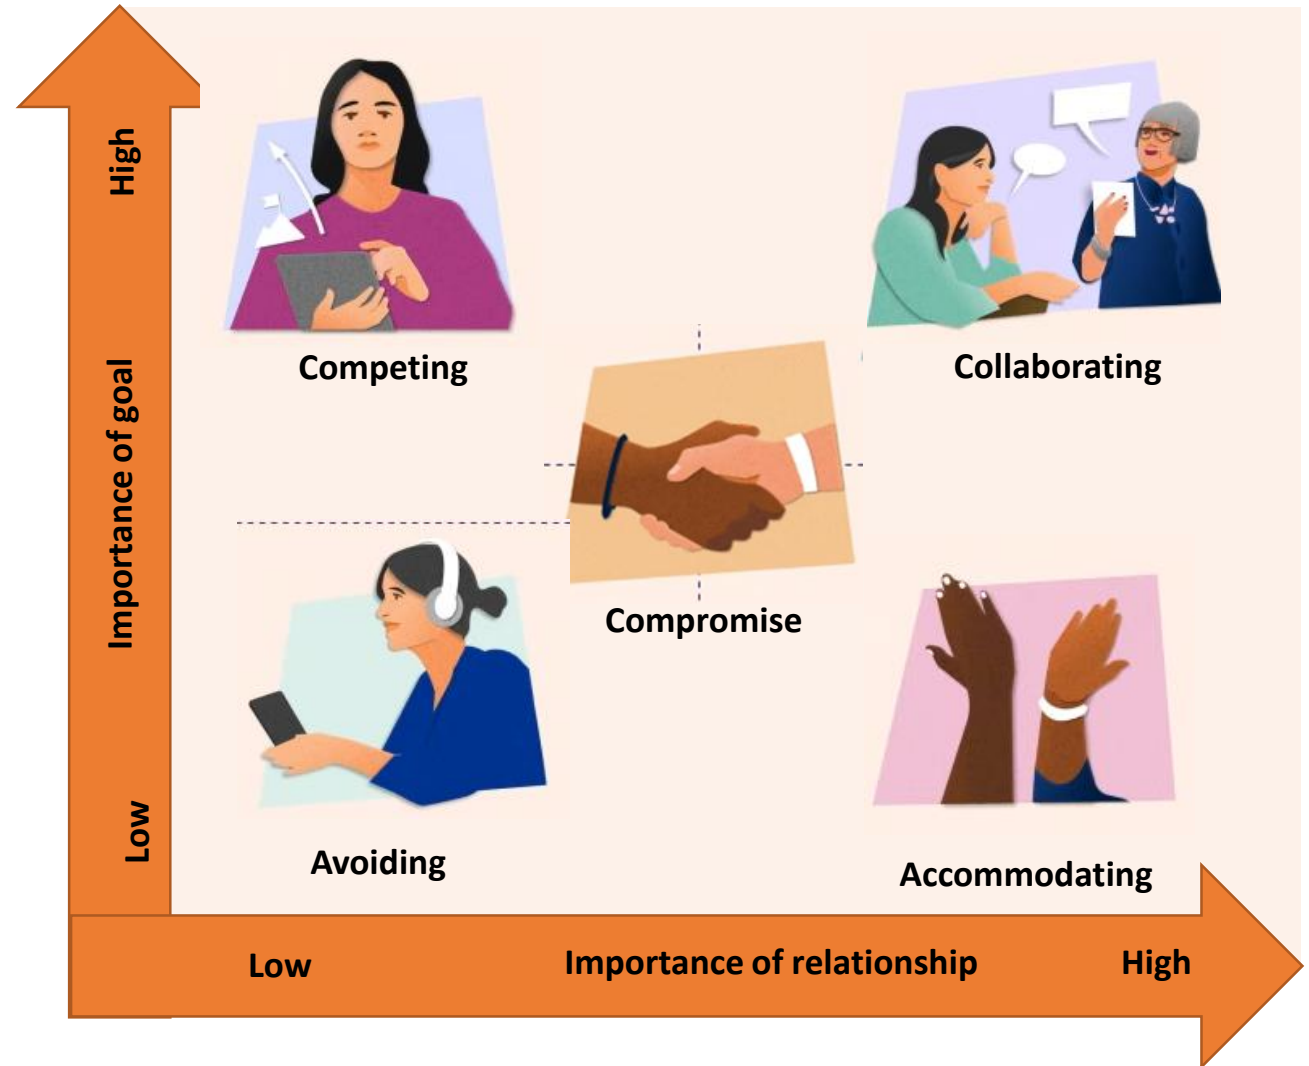 High
Importance of goal
Low
Competing
Collaborating
Compromise
Avoiding
Accommodating
Low
Importance of relationship
High